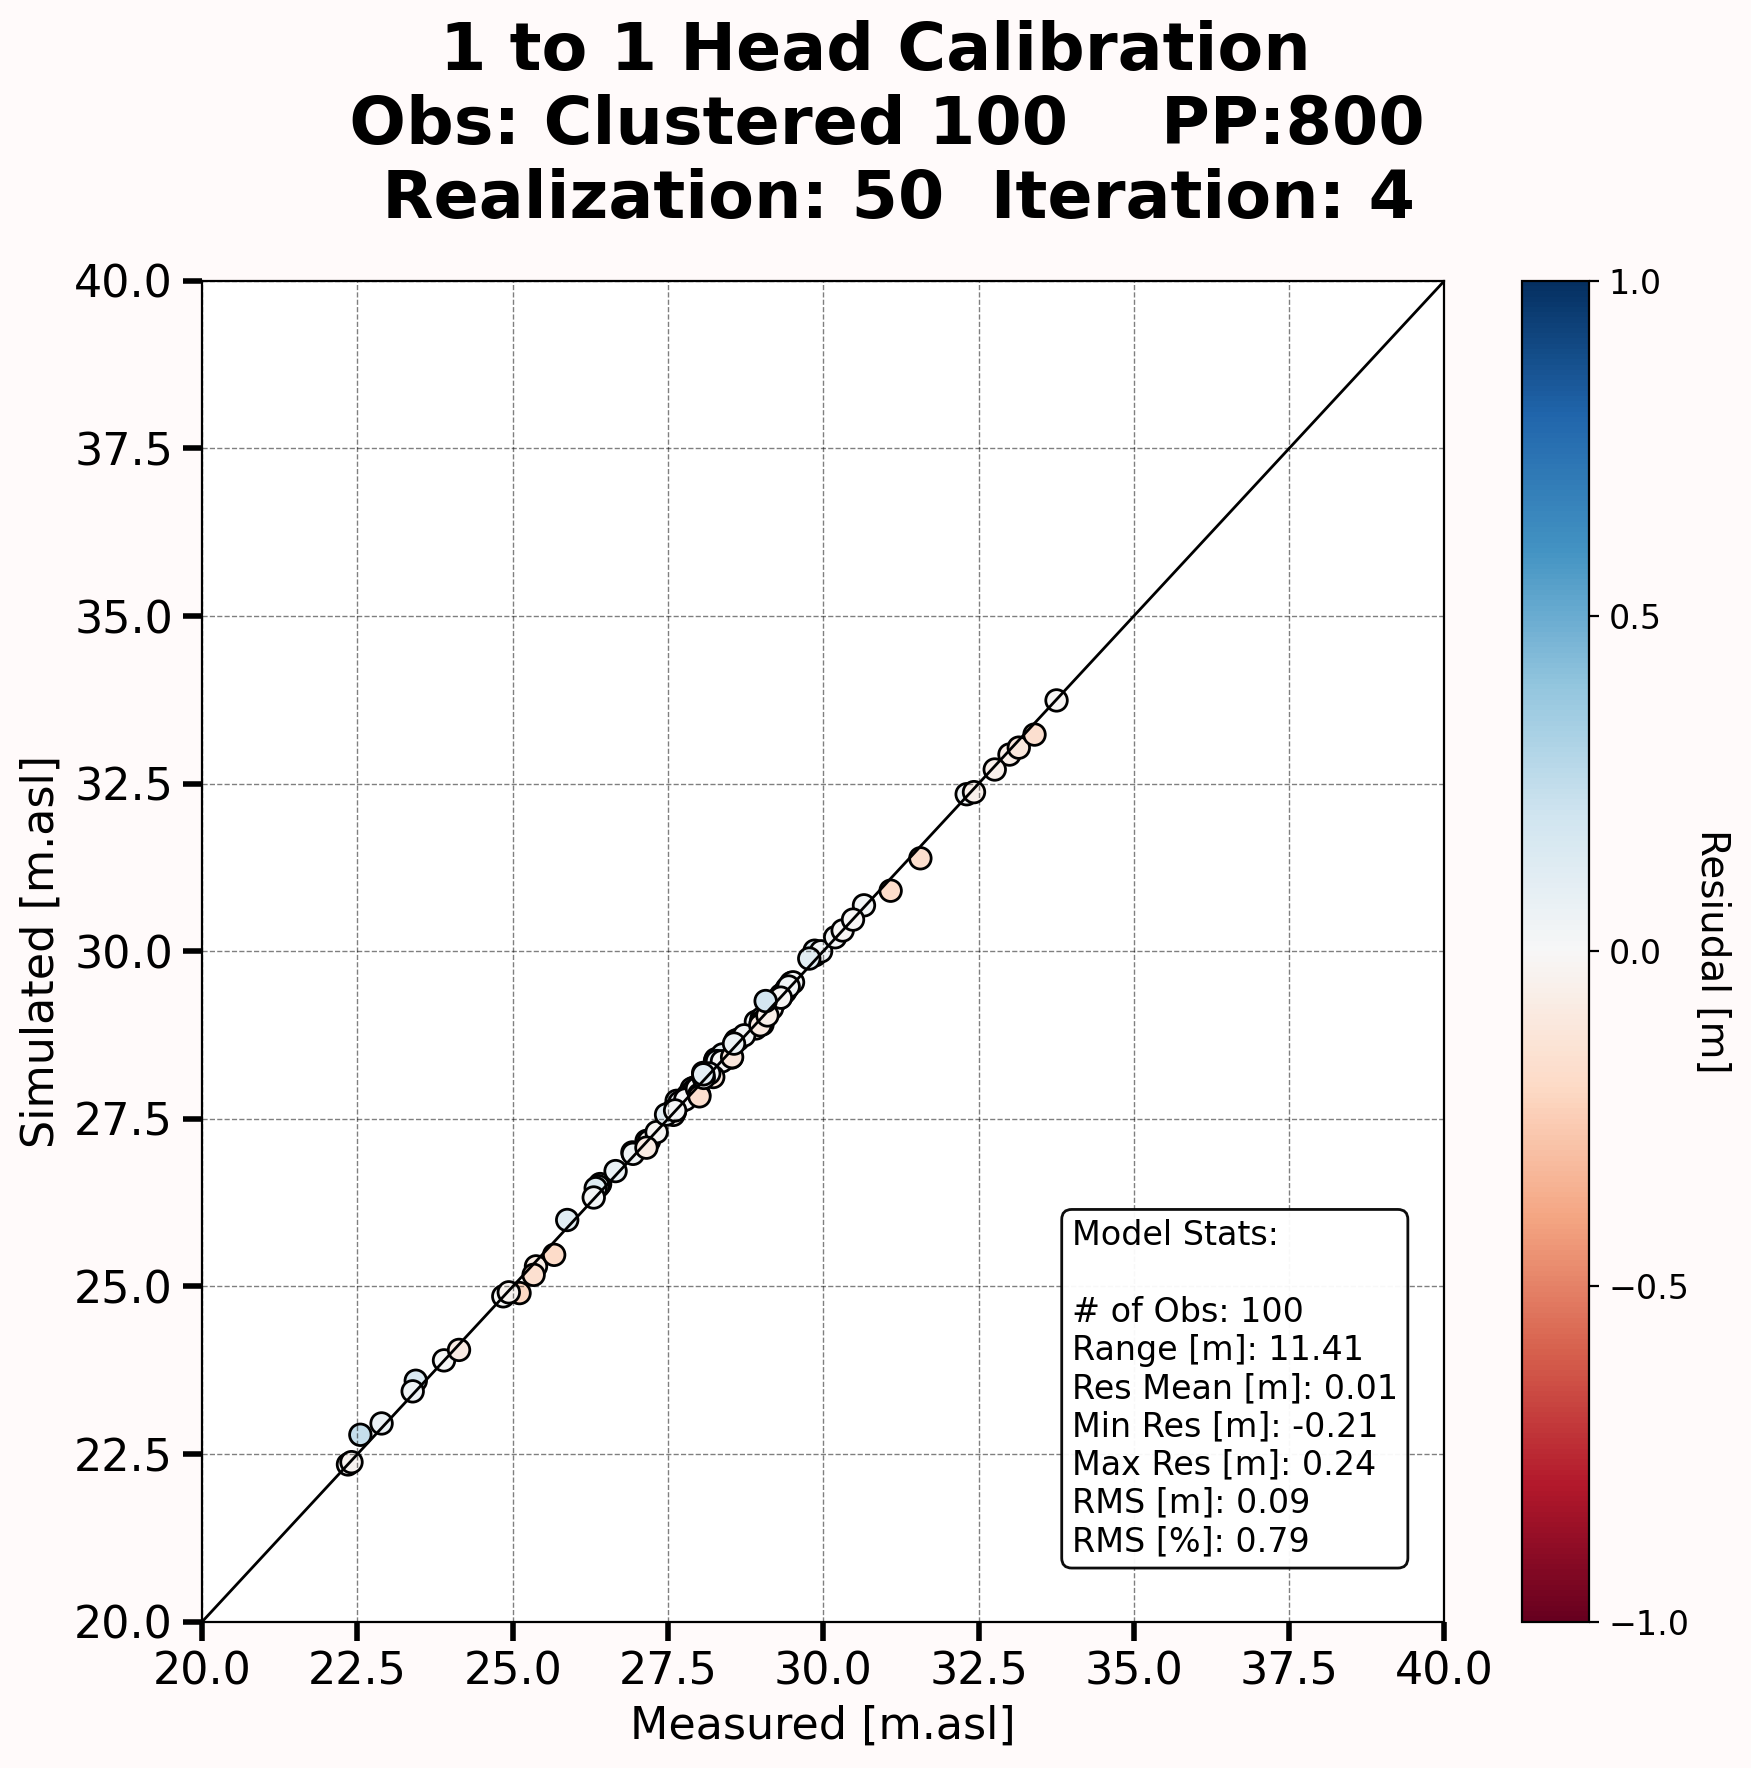 1 to 1 Head Calibration
Obs: Clustered 100 PP:800
Realization: 50 Iteration: 4
40.0
37.5
35.0
32.5
30.0
27.5
25.0
22.5
20.0
Simulated [m.asl]
20.0 22.5 25.0 27.5 30.0 32.5 35.0 37.5 40.0
Measured [m.asl]
Model Stats:
# of Obs: 100
Range [m]: 11.41
Res Mean [m]: 0.01
Min Res [m]: -0.21
Max Res [m]: 0.24
RMS [m]: 0.09
RMS [%]: 0.79
1.0
0.5
0.0
−0.5
−1.0
Resiudal [m]